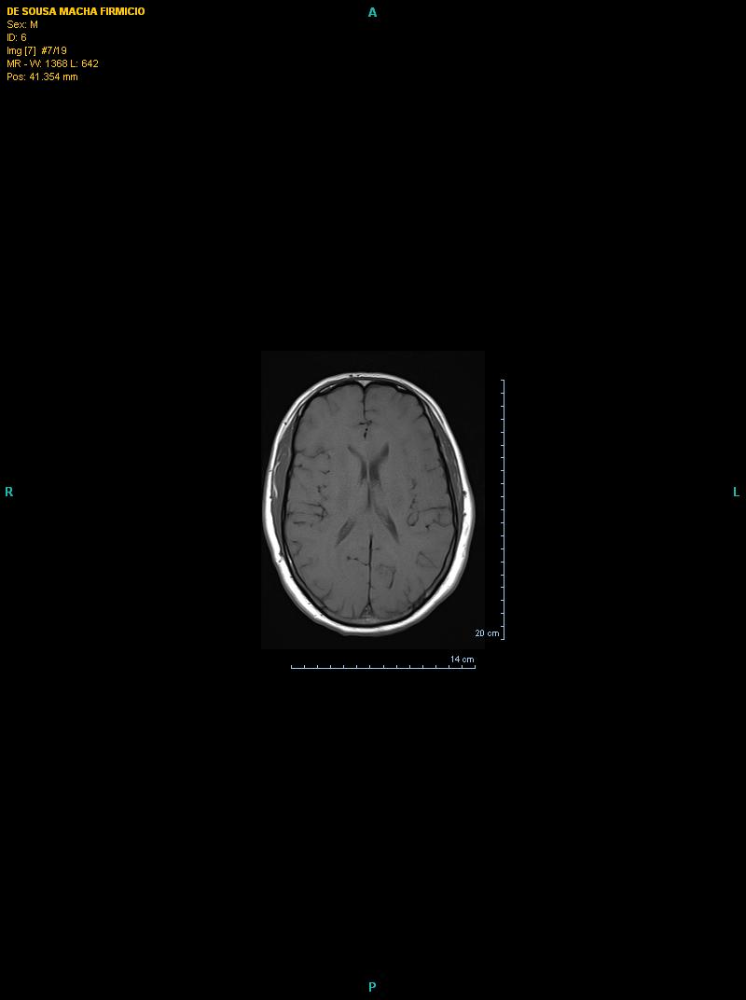 DE SOUSA MACHA FIRMICIO
A
Sex: M
ID: 6
Img [7] #7/19
MR - W: 1368 L: 642
Pos: 41.354 mm
R
L
20 cm
14 cm
P